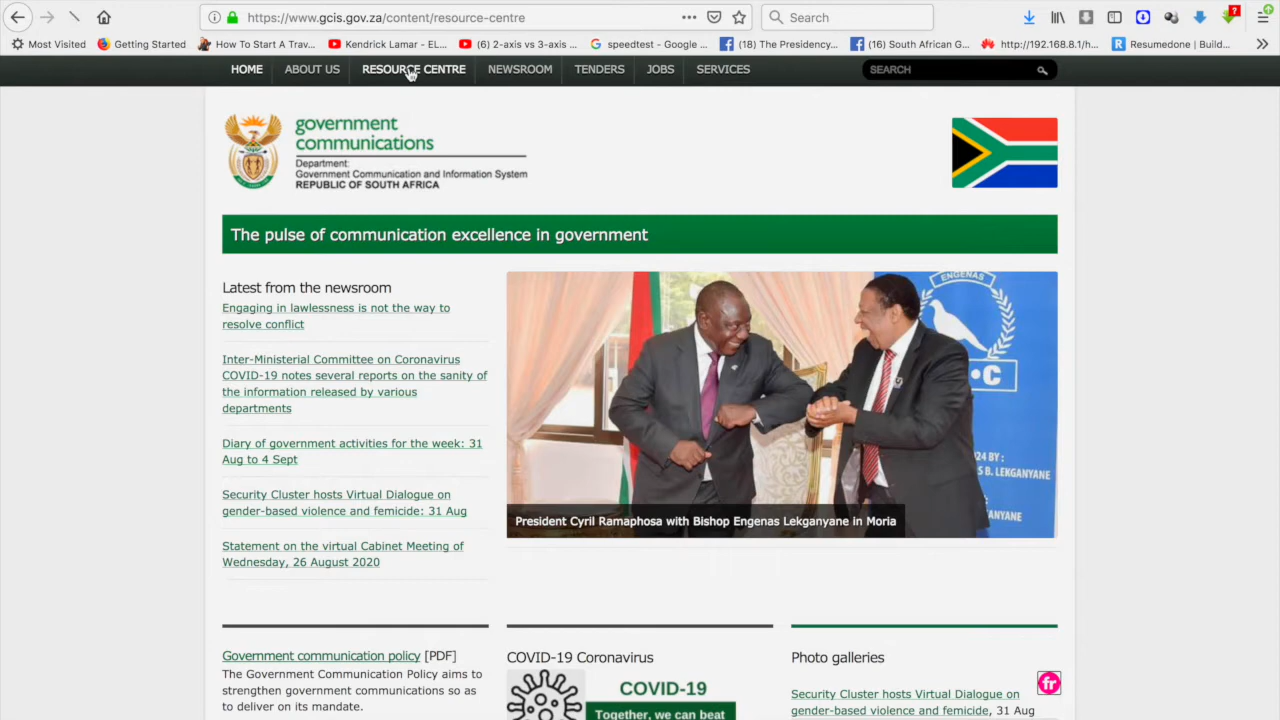 https://www.gcis.gov.za/content/resource-centre
Search
Most Visited
Getting Started
How To Start A Trav...
Kendrick Lamar - EL...
(6) 2-axis vs 3-axis ...
speedtest - Google ...
(18) The Presidency...
(16) South African G...
http://192.168.8.1/h...
Resumedone | Build...
HOME
ABOUT US
RESOURCE CENTRE
NEWSROOM
TENDERS
JOBS
SERVICES
SEARCH
government
communications
Department:
Government Communication and Information System
REPUBLIC OF SOUTH AFRICA
The pulse of communication excellence in government
Latest from the newsroom
Engaging in lawlessness is not the way to
resolve conflict
Inter-Ministerial Committee on Coronavirus
COVID-19 notes several reports on the sanity of
the information released by various
departments
Diary of government activities for the week: 31
Aug to 4 Sept
Security Cluster hosts Virtual Dialogue on
gender-based violence and femicide: 31 Aug
Statement on the virtual Cabinet Meeting of
Wednesday, 26 August 2020
ENGENAS
•C
024 BY :
S B. LEKGANYANE
NYANE
President Cyril Ramaphosa with Bishop Engenas Lekganyane in Moria
Government communication policy [PDF]
The Government Communication Policy aims to
strengthen government communications so as
to deliver on its mandate.
COVID-19 Coronavirus
COVID-19
Together, we can beat
Photo galleries
Security Cluster hosts Virtual Dialogue on
gender-based violence and femicide, 31 Aug
fr